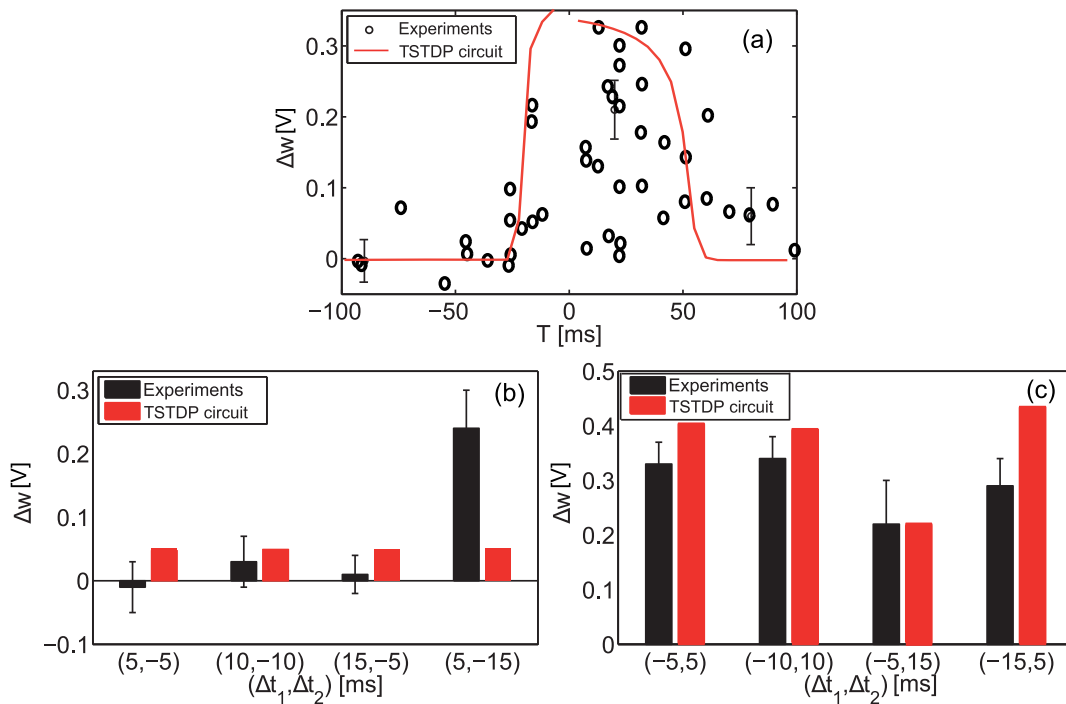 Experiments
TSTDP circuit
(a)
0.3
0.2
0.1
0
Δw [V]
−100
−50
0
50
100
T [ms]
Experiments
TSTDP circuit
(b)
0.3
0.2
0.1
0
−0.1
Δw [V]
(5,−5)
(10,−10)
(15,−5)
(5,−15)
(Δt1,Δt2) [ms]
Experiments
TSTDP circuit
(c)
0.5
0.4
0.3
0.2
0.1
0
Δw [V]
(−5,5)
(−10,10)
(−5,15)
(−15,5)
(Δt1,Δt2) [ms]